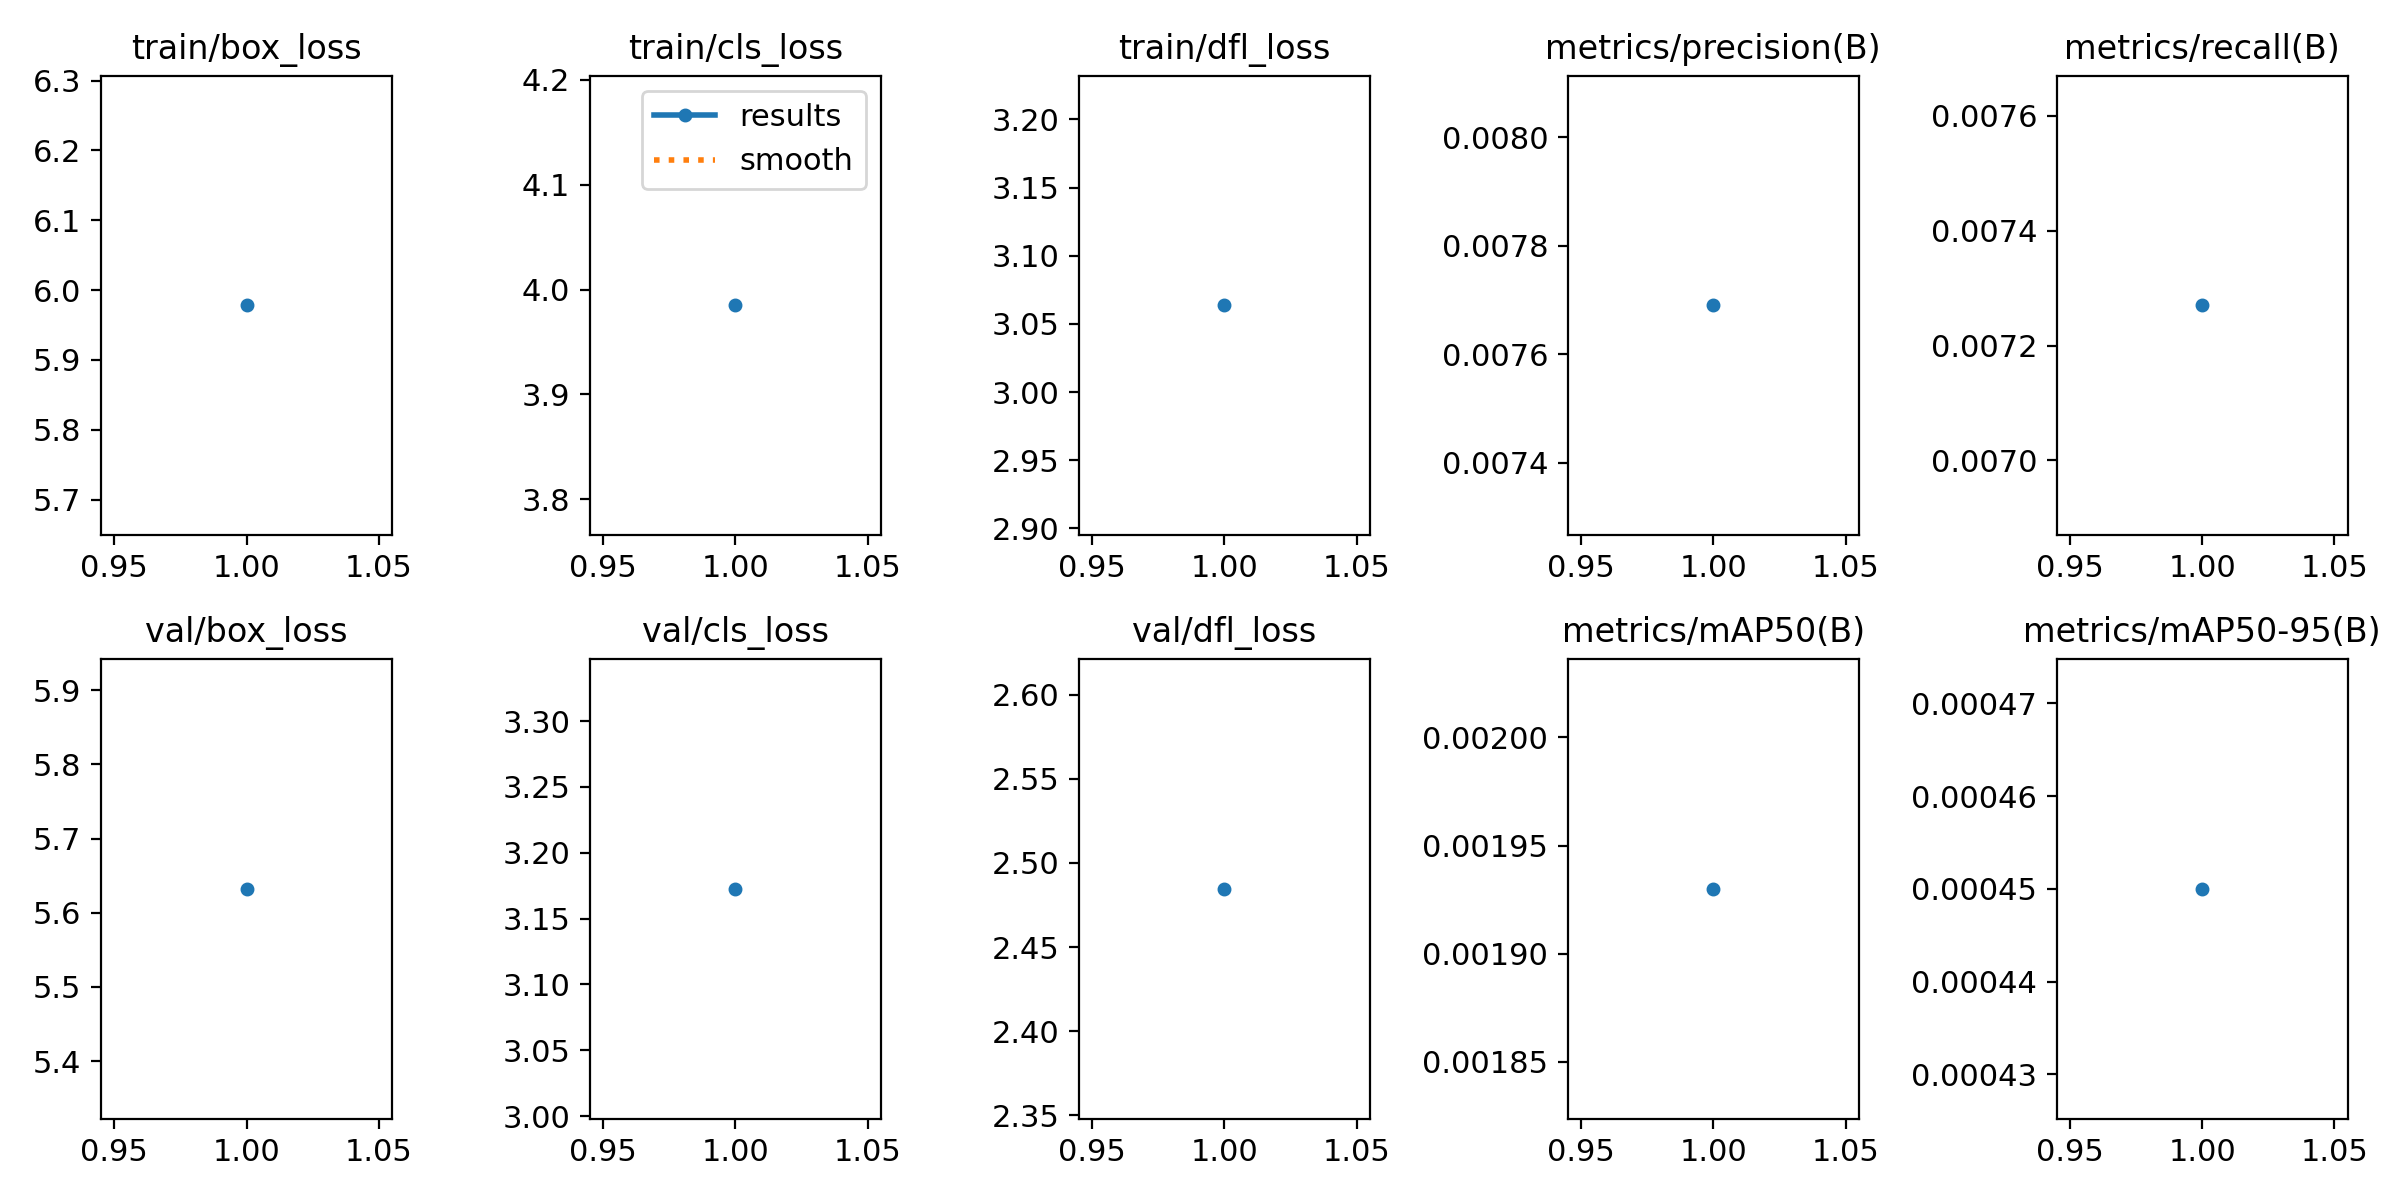 train/box_loss
6.3
6.2
6.1
6.0
5.9
5.8
5.7
0.95 1.00 1.05
train/cls_loss
results
smooth
4.2
4.1
4.0
3.9
3.8
0.95 1.00 1.05
train/dfl_loss
3.20
3.15
3.10
3.05
3.00
2.95
2.90
0.95 1.00 1.05
metrics/precision(B)
0.0080
0.0078
0.0076
0.0074
0.95 1.00 1.05
metrics/recall(B)
0.0076
0.0074
0.0072
0.0070
0.95 1.00 1.05
val/box_loss
5.9
5.8
5.7
5.6
5.5
5.4
0.95 1.00 1.05
val/cls_loss
3.30
3.25
3.20
3.15
3.10
3.05
3.00
0.95 1.00 1.05
val/dfl_loss
2.60
2.55
2.50
2.45
2.40
2.35
0.95 1.00 1.05
metrics/mAP50(B)
0.00200
0.00195
0.00190
0.00185
0.95 1.00 1.05
metrics/mAP50-95(B)
0.00047
0.00046
0.00045
0.00044
0.00043
0.95 1.00 1.05